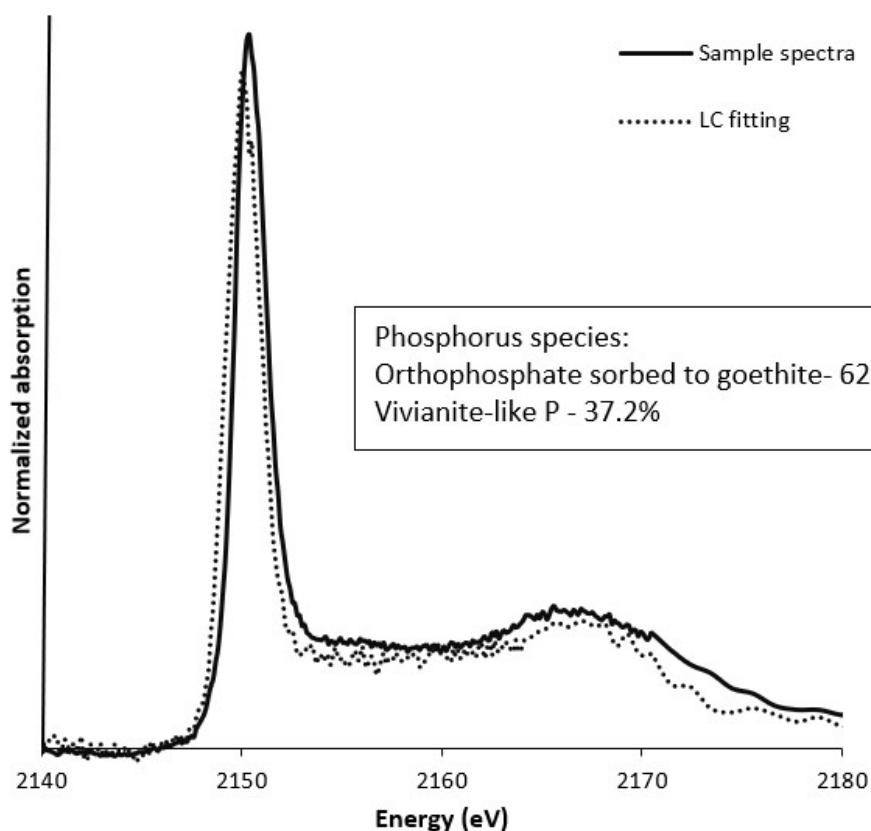 Sample spectra
LC fitting
Normalized absorption
Phosphorus species:
Orthophosphate sorbed to goethite- 62
Vivianite-like P - 37.2%
2140 2150 2160 2170 2180
Energy (eV)